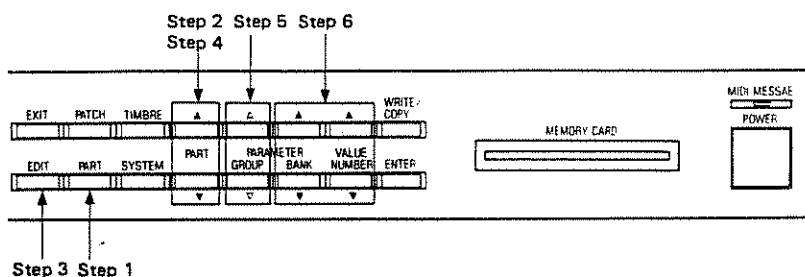 Step 2 Step 5 Step 6
Step 4
MIDI MESSAE
EXIT PATCH TIMBRE WRITE/
COPY
POWER
MEMORY CARD
PART PARAMETER VALUE
EDIT PART SYSTEM GROUP BANK NUMBER ENTER
Step 3 Step 1